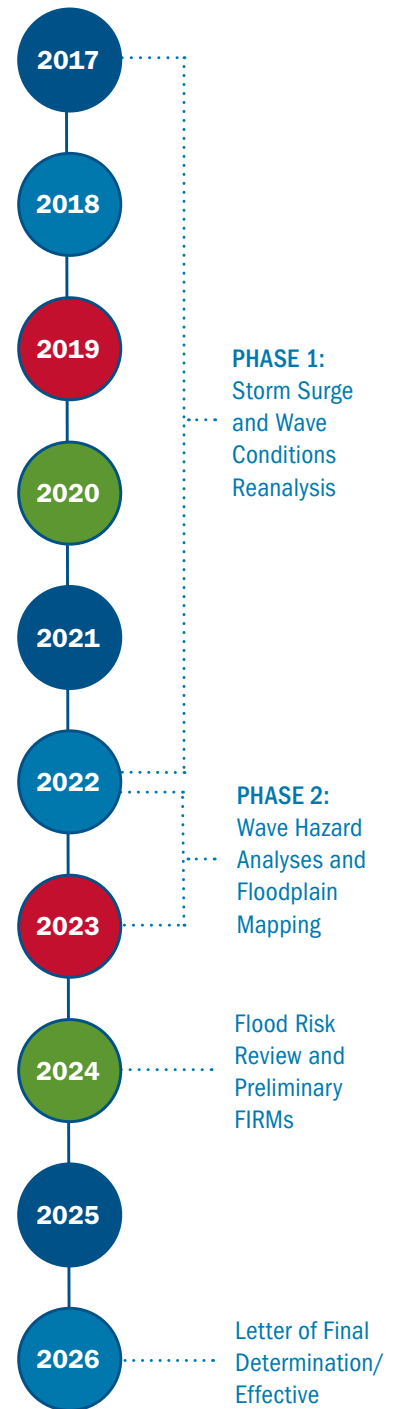 2017
2018
2019
PHASE 1:
Storm Surge
and Wave
Conditions
Reanalysis
2020
2021
2022
PHASE 2:
Wave Hazard
Analyses and
Floodplain
Mapping
2023
2024
Flood Risk
Review and
Preliminary
FIRMs
2025
2026
Letter of Final
Determination/
Effective